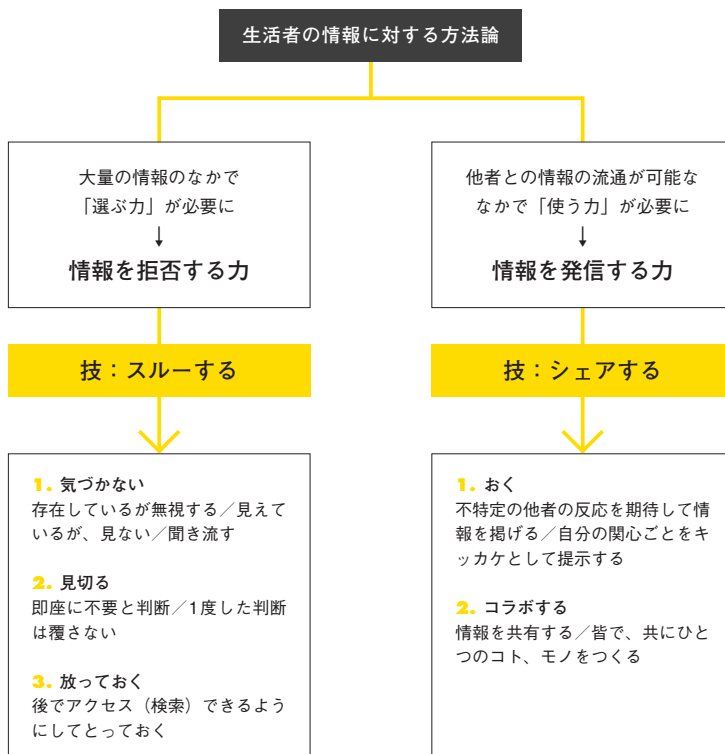 生活者の情報に対する方法論
大量の情報のなかで
「選ぶ力」が必要に
↓
情報を拒否する力
技：スルーする
1. 気づかない
存在しているが無視する／見えて
いるが、見ない／聞き流す
2. 見切る
即座に不要と判断／1度した判断
は覆さない
3. 放っておく
後でアクセス（検索）できるよう
にしてとっておく
他者との情報の流通が可能な
なかで「使う力」が必要に
↓
情報を発信する力
技：シェアする
1. おく
不特定の他者の反応を期待して情
報を掲げる／自分の関心ごとをキ
ッカケとして提示する
2. コラボする
情報を共有する／皆で、共にひと
つのコト、モノをつくる